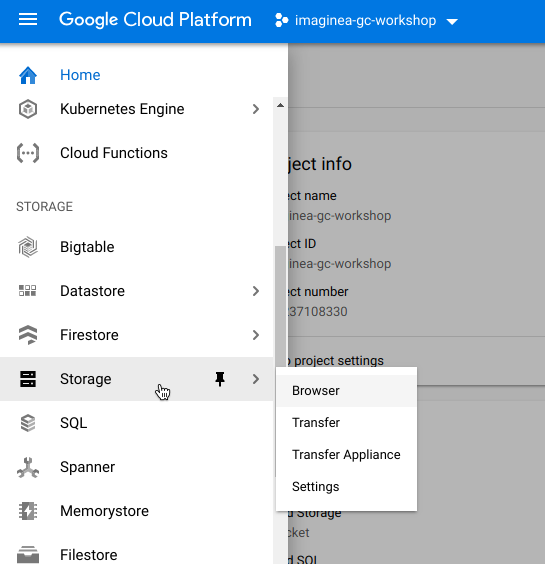 Google Cloud Platform
imaginea-gc-workshop
Home
Kubernetes Engine
Cloud Functions
STORAGE
Bigtable
Datastore
Firestore
Storage
SQL
Spanner
Memorystore
Filestore
Browser
Transfer
Transfer Appliance
Settings
ject info
ect name
inea-gc-workshop
ect ID
inea-gc-workshop
ect number
37108330
o project settings
d Storage
cket
d SQL